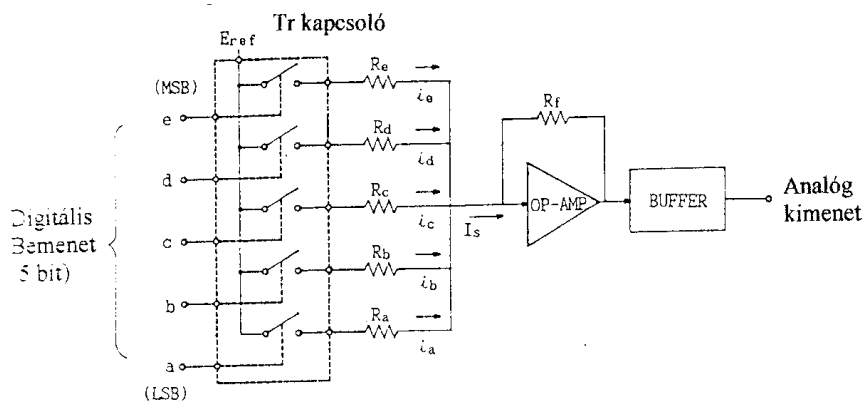 Tr kapcsoló
Eref
(MSB)
e
Re
ie
d
Rd
id
Rf
Digitális
Bemenet
5 bit)
c
Rc
ic
Is
OP-AMP
BUFFER
Analóg
kimenet
b
Rb
ib
a
Ra
ia
(LSB)